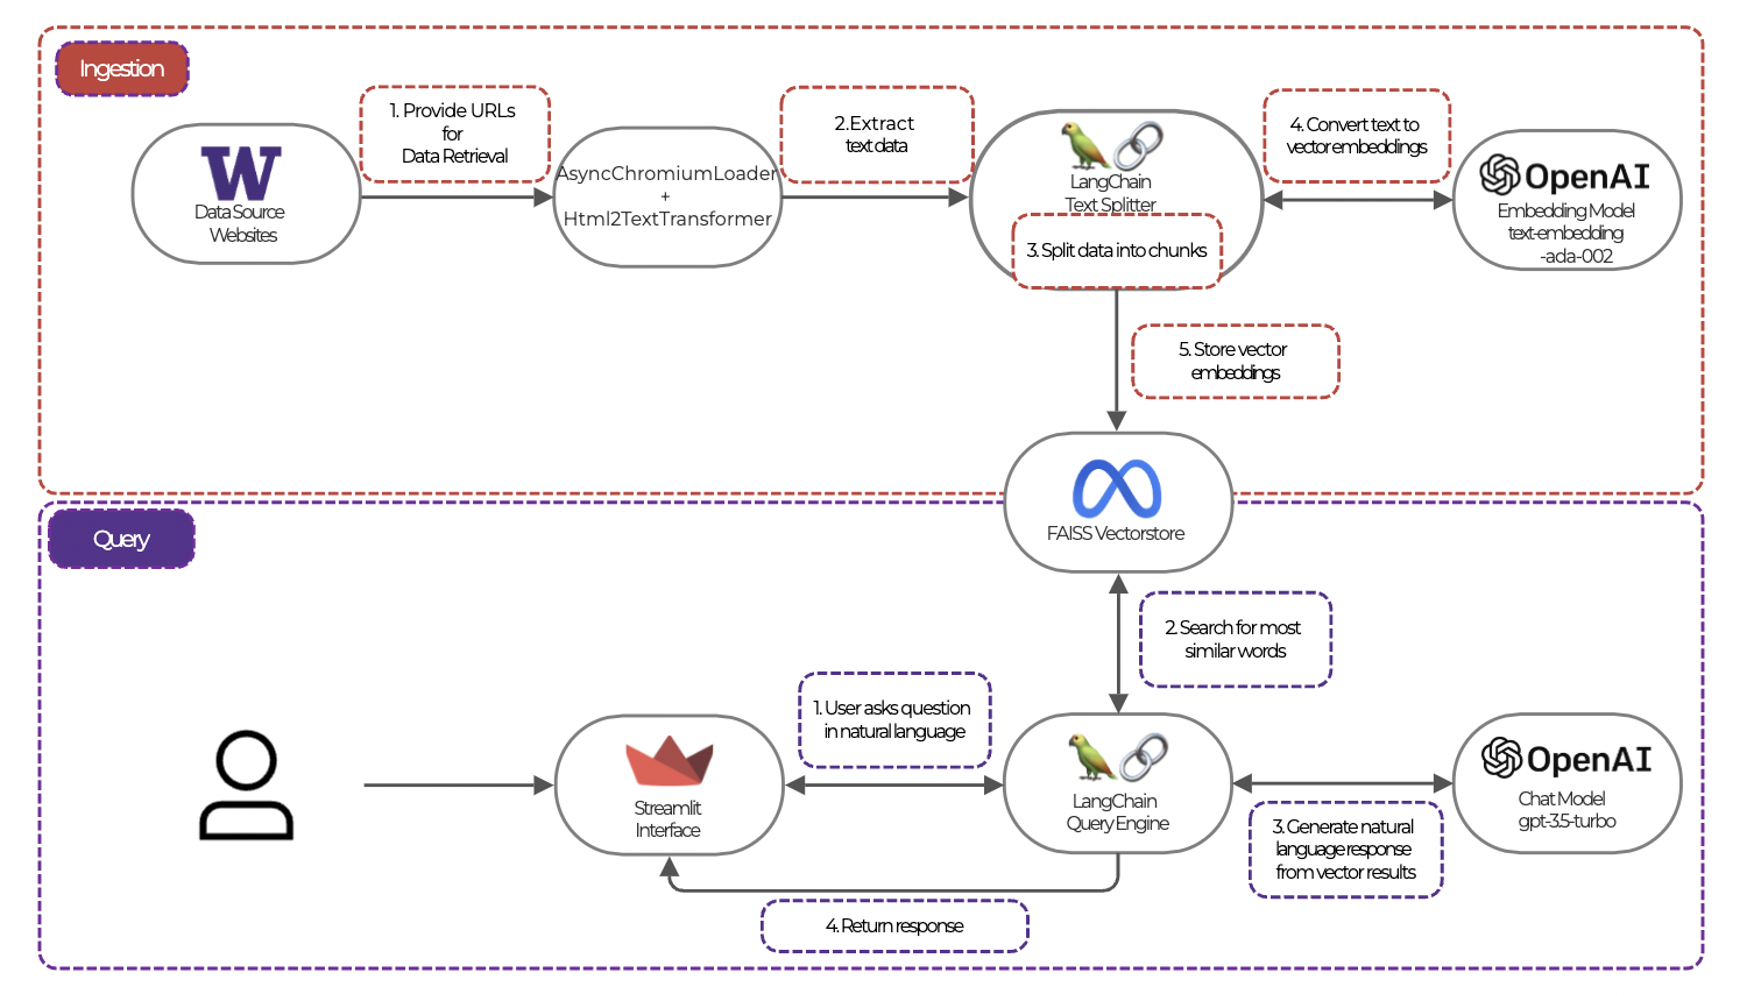 Ingestion
1. Provide URLs
for
Data Retrieval
2.Extract
text data
4. Convert text to
vector embeddings
W
Data Source
Websites
AsyncChromiumLoader
+
Html2TextTransformer
LangChain
Text Splitter
3. Split data into chunks
OpenAI
Embedding Model
text-embedding
-ada-002
5. Store vector
embeddings
FAISS Vectorstore
Query
2. Search for most
similar words
1. User asks question
in natural language
Streamlit
Interface
LangChain
Query Engine
OpenAI
Chat Model
gpt-3.5-turbo
3. Generate natural
language response
from vector results
4. Return response